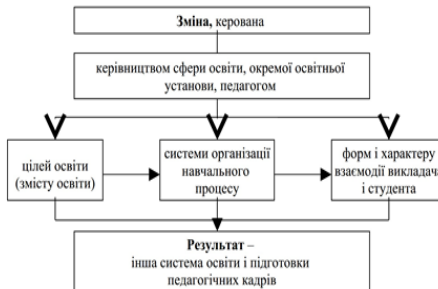 Зміна, керована
керівництвом сфери освіти, окремої освітньої
установи, педагогом
цілей освіти
(змісту освіти)
системи організації
навчального
процесу
форм і характеру
взаємодії викладача
і студента
Результат –
інша система освіти і підготовки
педагогічних кадрів